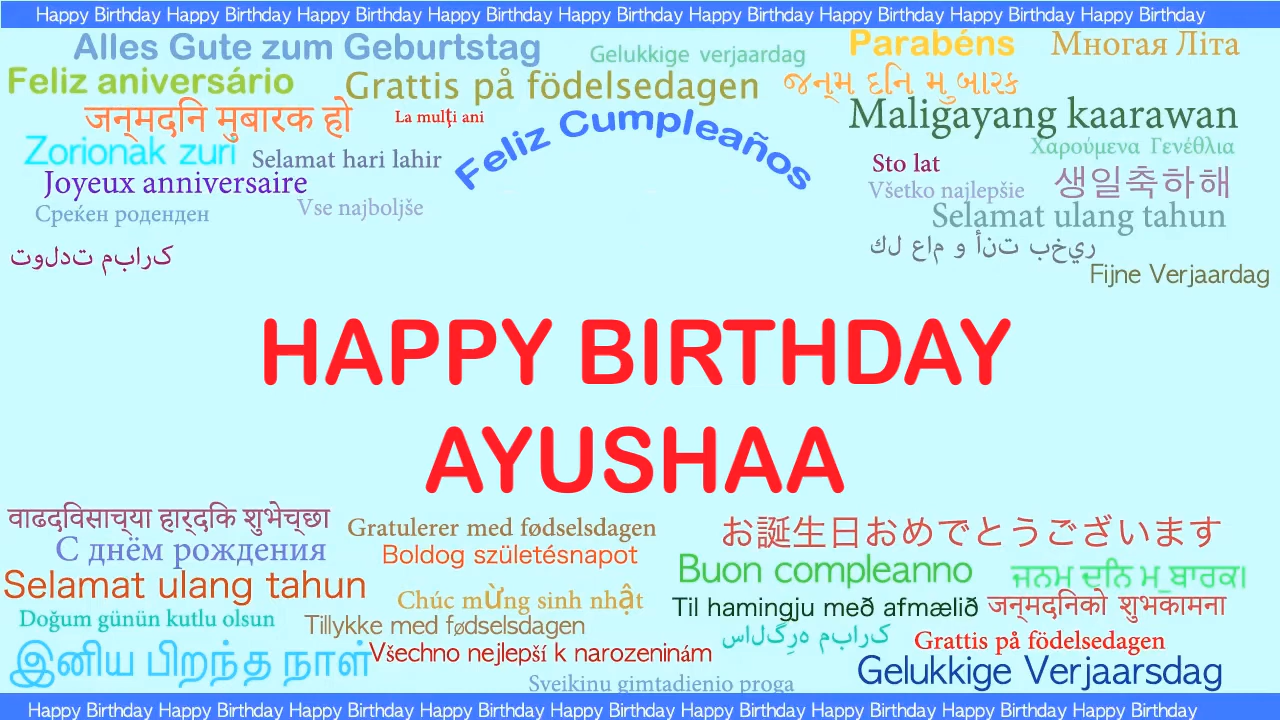 Happy Birthday Happy Birthday Happy Birthday Happy Birthday Happy Birthday Happy Birthday Happy Birthday Happy Birthday Happy Birthday
Alles Gute zum Geburtstag
Gelukkige verjaardag
Parabéns
Многая Літа
Feliz aniversário
Grattis på födelsedagen
જન્મ દનિ મુ બારક
जन्मदनि मुबारक हो
La mulţi ani
Feliz Cumpleaños
Maligayang kaarawan
Zorionak zuri
Selamat hari lahir
Sto lat
Χαρούμενα Γενέθλια
Joyeux anniversaire
Všetko najlepšie
생일축하해
Среќен роденден
Vse najboljše
Selamat ulang tahun
تولدت مبارک
كل عام و أنت بخير
Fijne Verjaardag
HAPPY BIRTHDAY
AYUSHAA
वाढदविसाच्या हार्दकि शुभेच्छा
Gratulerer med fødselsdagen
お誕生日おめでとうございます
С днём рождения
Boldog születésnapot
Selamat ulang tahun
Buon compleanno
ਜਨਮ ਦਨਿ ਮੁਬਾਰਕ।
Chúc mừng sinh nhật
Til hamingju með afmælið
जन्मदनिको शुभकामना
Doğum günün kutlu olsun
Tillykke med fødselsdagen
سالگرہ مبارک
Grattis på födelsedagen
இனிய பிறந்த நாள்
Všechno nejlepší k narozeninám
Gelukkige Verjaarsdag
Sveikinu gimtadienio proga
Happy Birthday Happy Birthday Happy Birthday Happy Birthday Happy Birthday Happy Birthday Happy Birthday Happy Birthday Happy Birthday